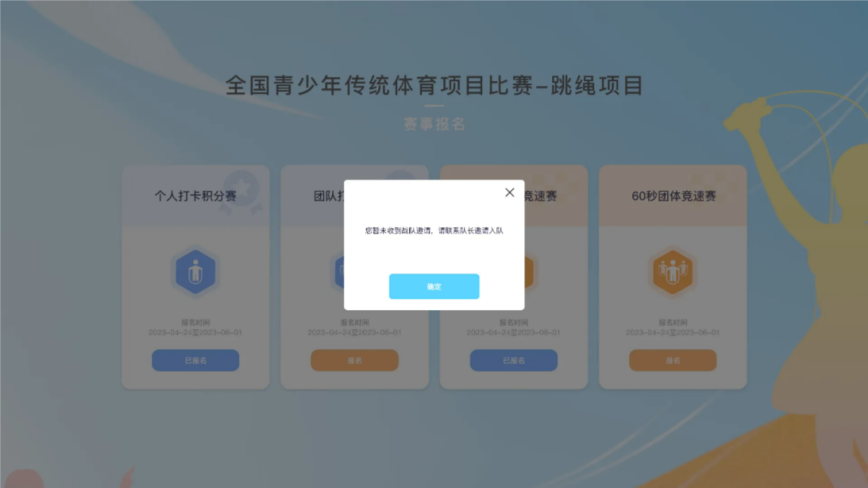 全国青少年传统体育项目比赛-跳绳项目
赛事报名
个人打卡积分赛
团队打
竞速赛
60秒团体竞速赛
您暂未收到战队邀请，请联系队长邀请入队
确定
报名时间
2023-04-24至2023-06-01
报名时间
2023-04-24至2023-06-01
报名时间
2023-04-24至2023-06-01
报名时间
2023-04-24至2023-06-01
已报名
报名
已报名
报名